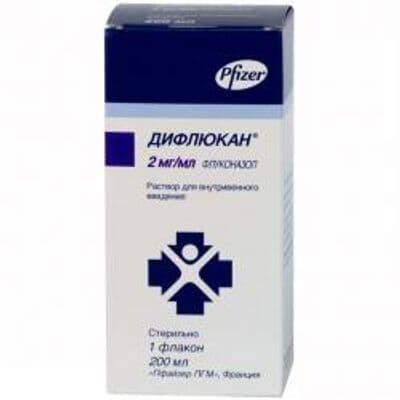 Pfizer
ДИФЛЮКАН®
2 мг/мл ФЛУКОНАЗОЛ
Раствор для внутривенного
введения
Стерильно
1 флакон
200 мл
«Пфайзер ПГМ», Франция